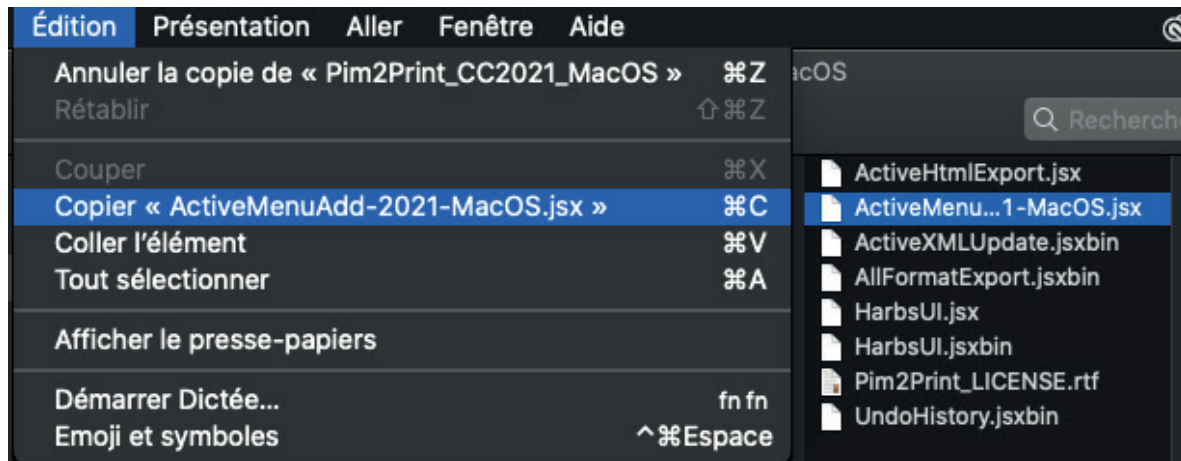 Édition Présentation Aller Fenêtre Aide
Annuler la copie de « Pim2Print_CC2021_MacOS » ⌘Z
Rétablir ⇧⌘Z
Couper ⌘X
Copier « ActiveMenuAdd-2021-MacOS.jsx » ⌘C
Coller l'élément ⌘V
Tout sélectionner ⌘A
Afficher le presse-papiers
Démarrer Dictée... fn fn
Emoji et symboles ^⌘Espace
ActiveHtmlExport.jsx
ActiveMenu...1-MacOS.jsx
ActiveXMLUpdate.jsxbin
AllFormatExport.jsxbin
HarbsUI.jsx
HarbsUI.jsxbin
Pim2Print_LICENSE.rtf
UndoHistory.jsxbin